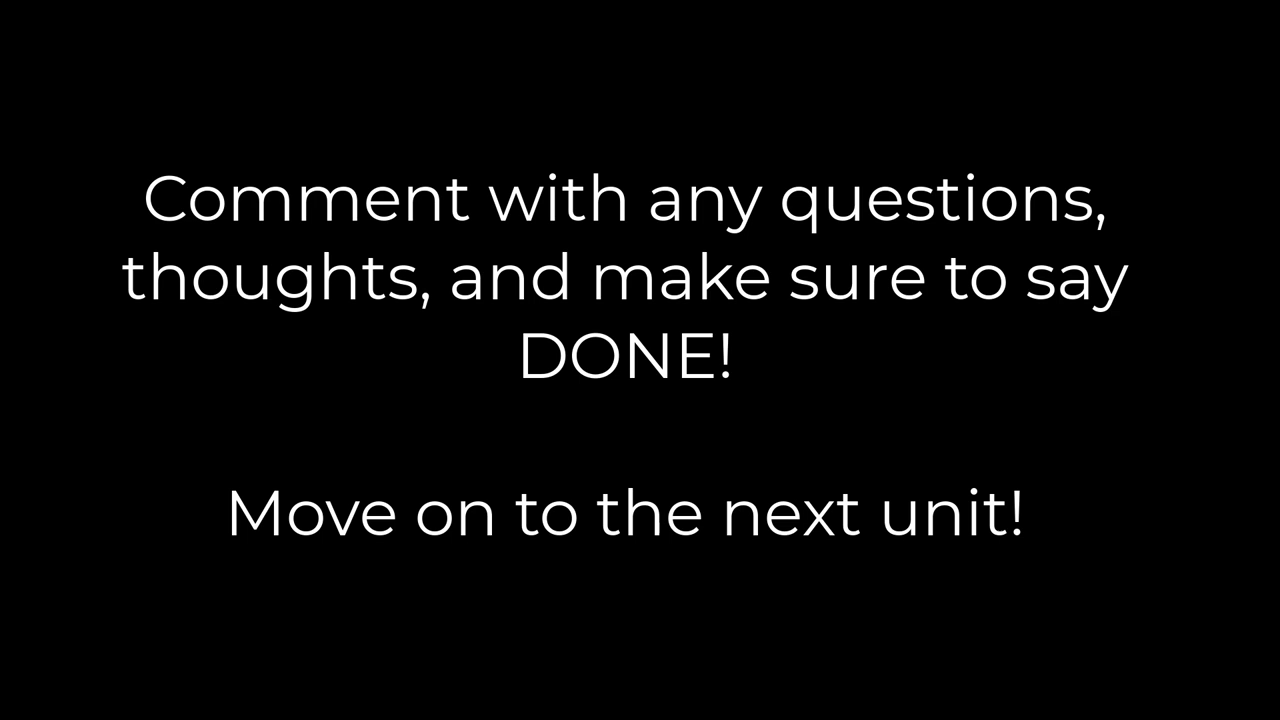 Comment with any questions,
thoughts, and make sure to say
DONE!
Move on to the next unit!